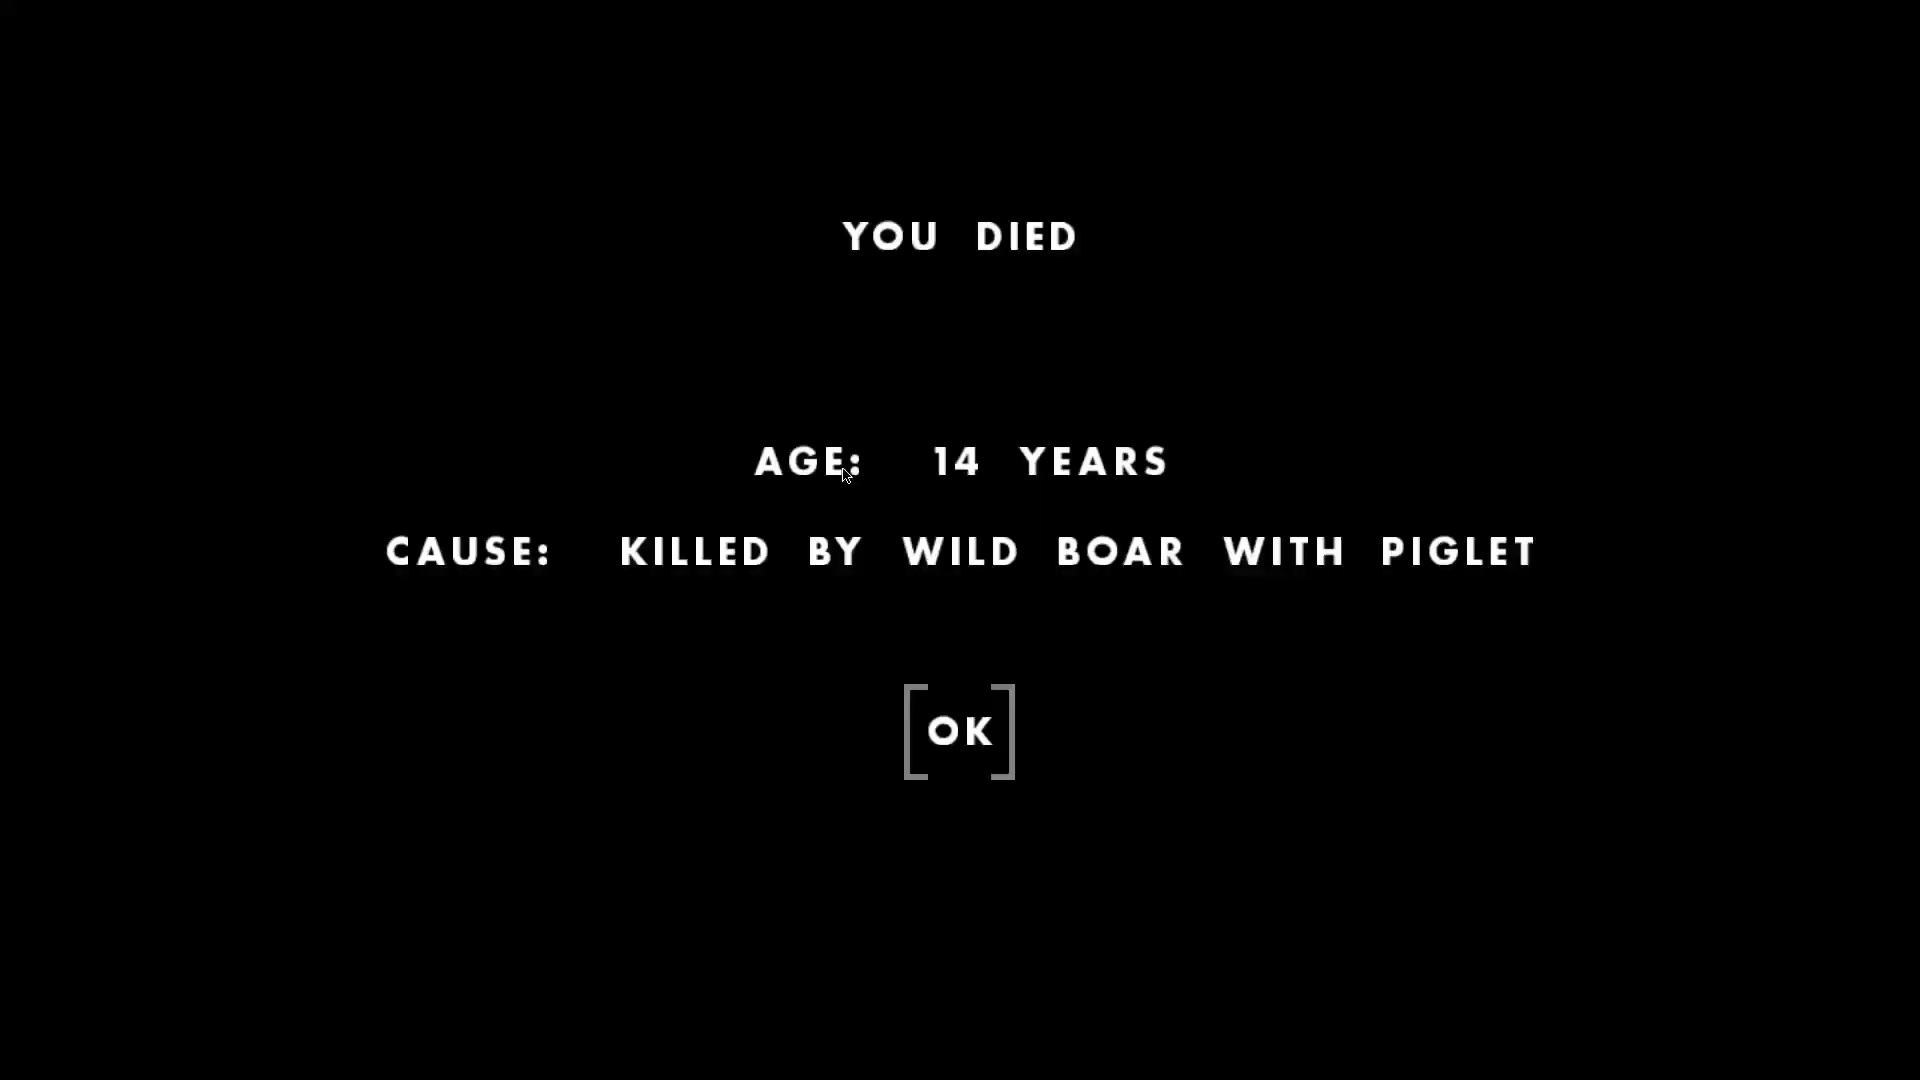 YOU DIED
AGE: 14 YEARS
CAUSE: KILLED BY WILD BOAR WITH PIGLET
OK